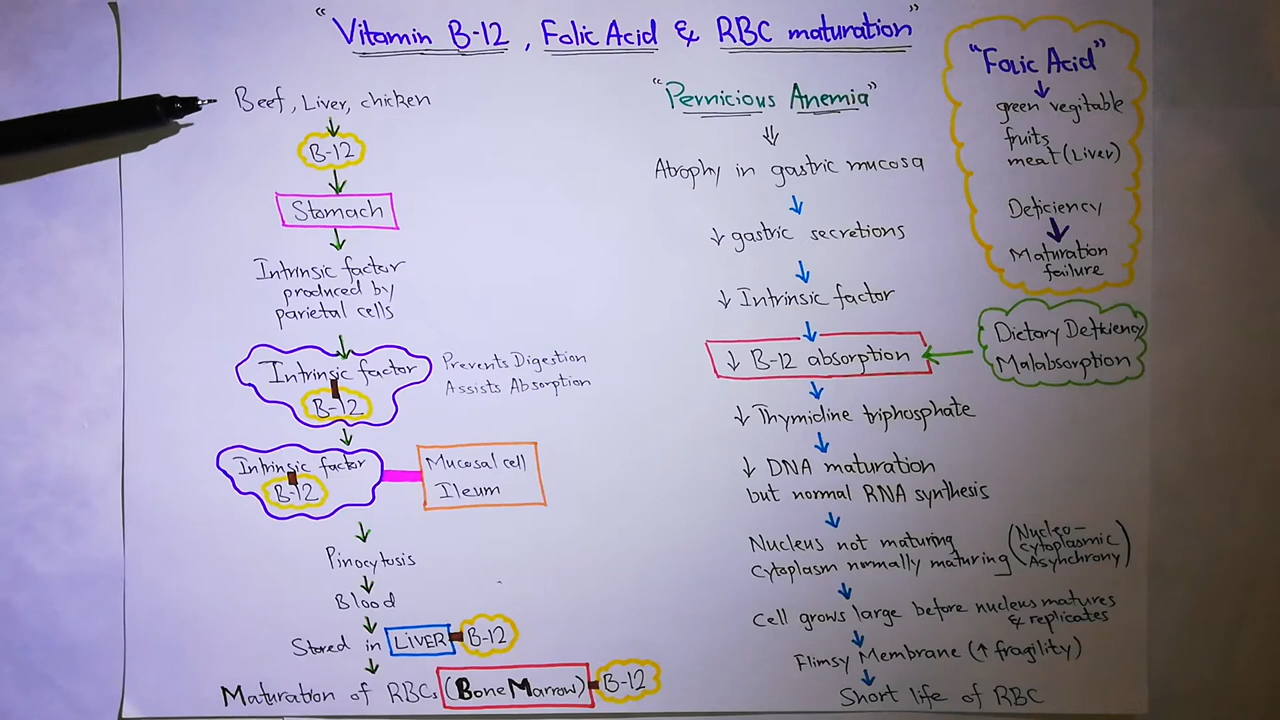 "Vitamin B-12, Folic Acid & RBC maturation"
Beef, Liver, chicken
B-12
Stomach
Intrinsic factor
produced by
parietal cells
Intrinsic factor
B-12
Prevents Digestion
Assists Absorption
Intrinsic factor
B-12
Mucosal cell
Ileum
Pinocytosis
Blood
Stored in LIVER B-12
Maturation of RBCs (Bone Marrow) B-12
"Pernicious Anemia"
Atrophy in gastric mucosa
↓ gastric secretions
↓ Intrinsic factor
↓ B-12 absorption
↓ Thymidine triphosphate
↓ DNA maturation
but normal RNA synthesis
Nucleus not maturing
Cytoplasm normally maturing
(Nucleo-
cytoplasmic
Asynchrony)
Cell grows large before nucleus matures
& replicates
Flimsy Membrane (↑ fragility)
Short life of RBC
"Folic Acid"
green vegitable
fruits
meat (Liver)
Deficiency
Maturation
failure
Dietary Deficiency
Malabsorption